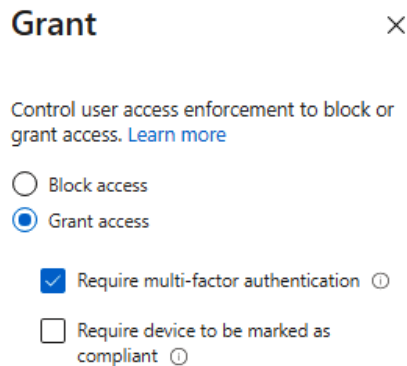 Grant
Control user access enforcement to block or
grant access. Learn more
Block access
Grant access
Require multi-factor authentication
Require device to be marked as
compliant